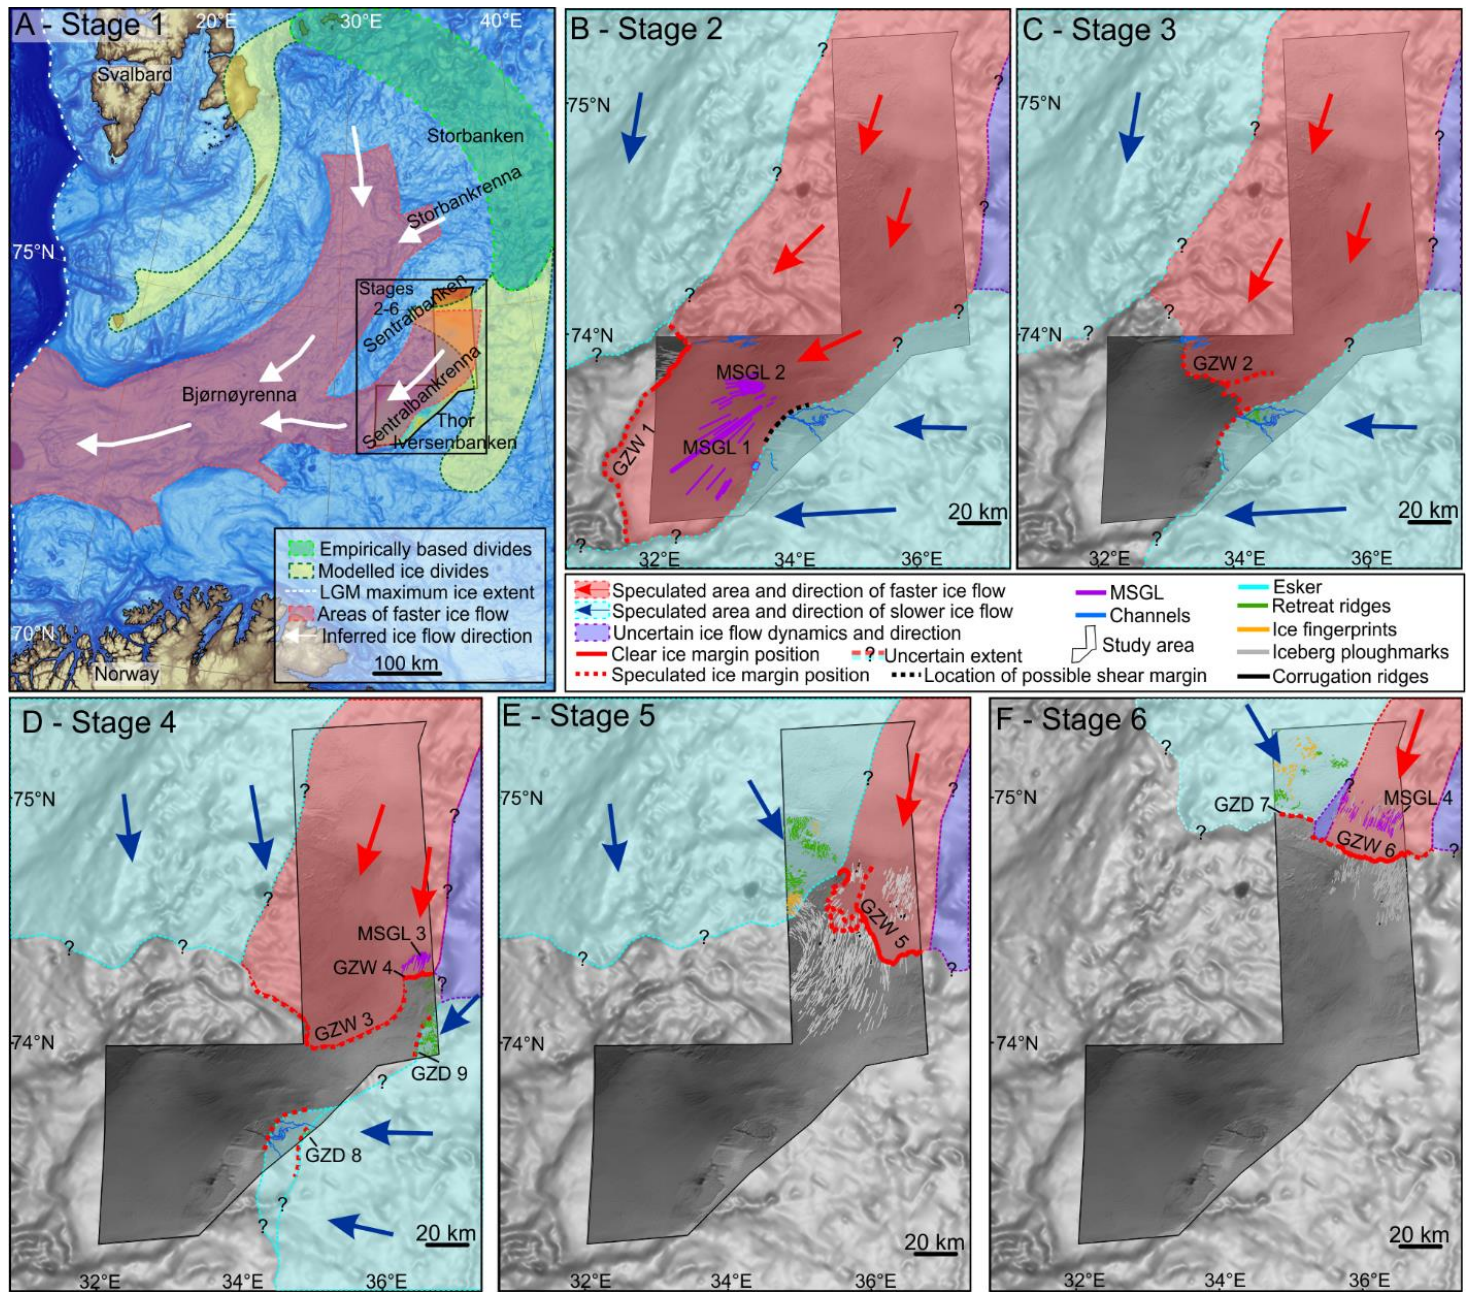 A - Stage 1
20°E
30°E
40°E
Svalbard
Storbanken
Storbankrenna
75°N
Stages
2-6
Sentralbanken
Bjørnøyrenna
Sentralbankrenna
Thor
Iversenbanken
Empirically based divides
Modelled ice divides
LGM maximum ice extent
Areas of faster ice flow
Inferred ice flow direction
100 km
70°N
Norway
B - Stage 2
?
75°N
?
?
?
?
?
74°N
?
?
MSGL 2
GZW 1
MSGL 1
?
?
20 km
32°E
34°E
36°E
C - Stage 3
?
75°N
?
?
?
?
74°N
?
?
GZW 2
?
20 km
32°E
34°E
36°E
Speculated area and direction of faster ice flow
Speculated area and direction of slower ice flow
Uncertain ice flow dynamics and direction
Clear ice margin position
? Uncertain extent
Speculated ice margin position
Location of possible shear margin
MSGL
Channels
Study area
Esker
Retreat ridges
Ice fingerprints
Iceberg ploughmarks
Corrugation ridges
D - Stage 4
75°N
?
?
?
?
?
?
MSGL 3
GZW 4
?
GZW 3
74°N
GZD 9
?
GZD 8
?
?
20 km
32°E
34°E
36°E
E - Stage 5
75°N
?
?
?
?
?
GZW 5
?
74°N
20 km
32°E
34°E
36°E
F - Stage 6
?
?
75°N
GZD 7
MSGL 4
?
GZW 6
?
74°N
20 km
32°E
34°E
36°E